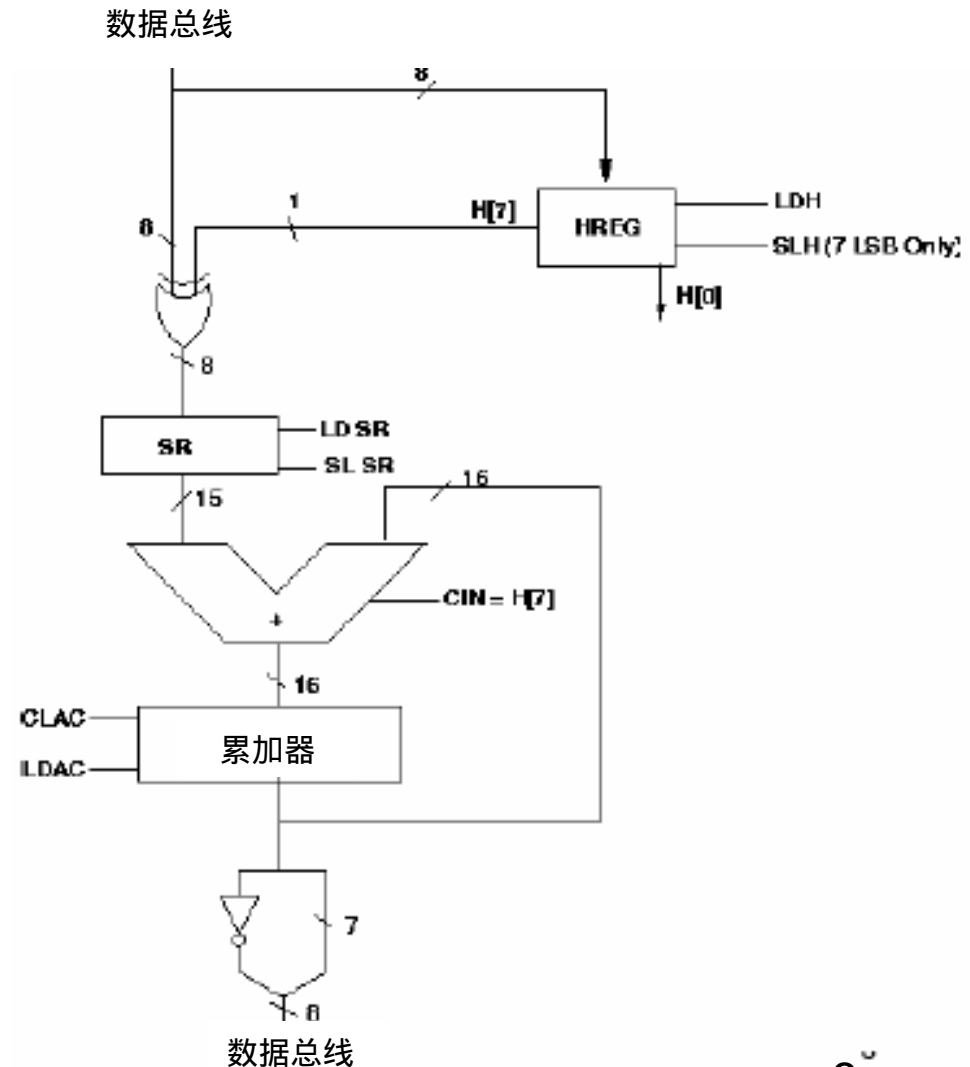 数据总线
8
1
H[7]
HREG
LDH
SLH (7 LSB Only)
8
H[0]
8
SR
LD SR
SL SR
15
16
+
CIN = H[7]
16
CLAC
累加器
LDAC
7
8
数据总线